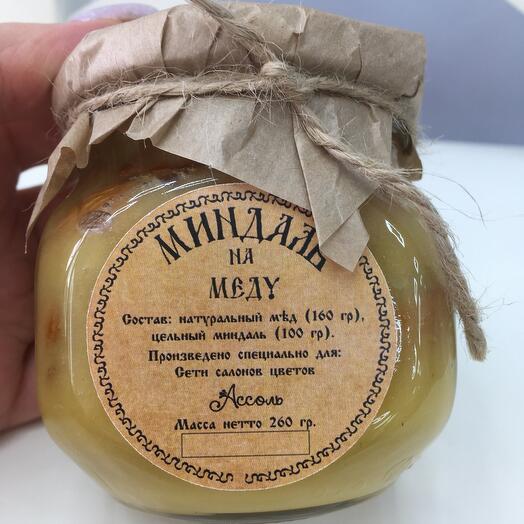 МИНДАЛЬ
НА
МЕДУ
Состав: натуральный мёд (160 гр),
цельный миндаль (100 гр).
Произведено специально для:
Сети салонов цветов
Ассоль
Масса нетто 260 гр.